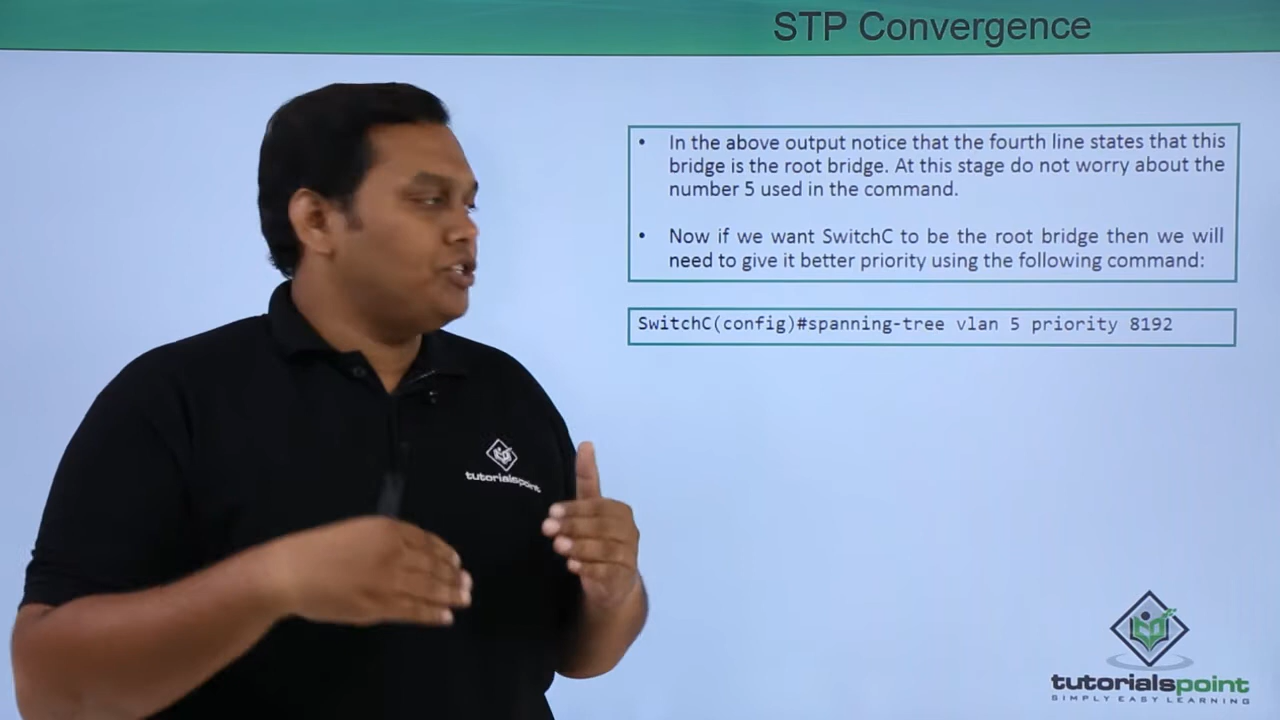 STP Convergence
• In the above output notice that the fourth line states that this
bridge is the root bridge. At this stage do not worry about the
number 5 used in the command.
• Now if we want SwitchC to be the root bridge then we will
need to give it better priority using the following command:
SwitchC(config)#spanning-tree vlan 5 priority 8192
tutorialspoint
tutorialspoint
SIMPLY EASY LEARNING